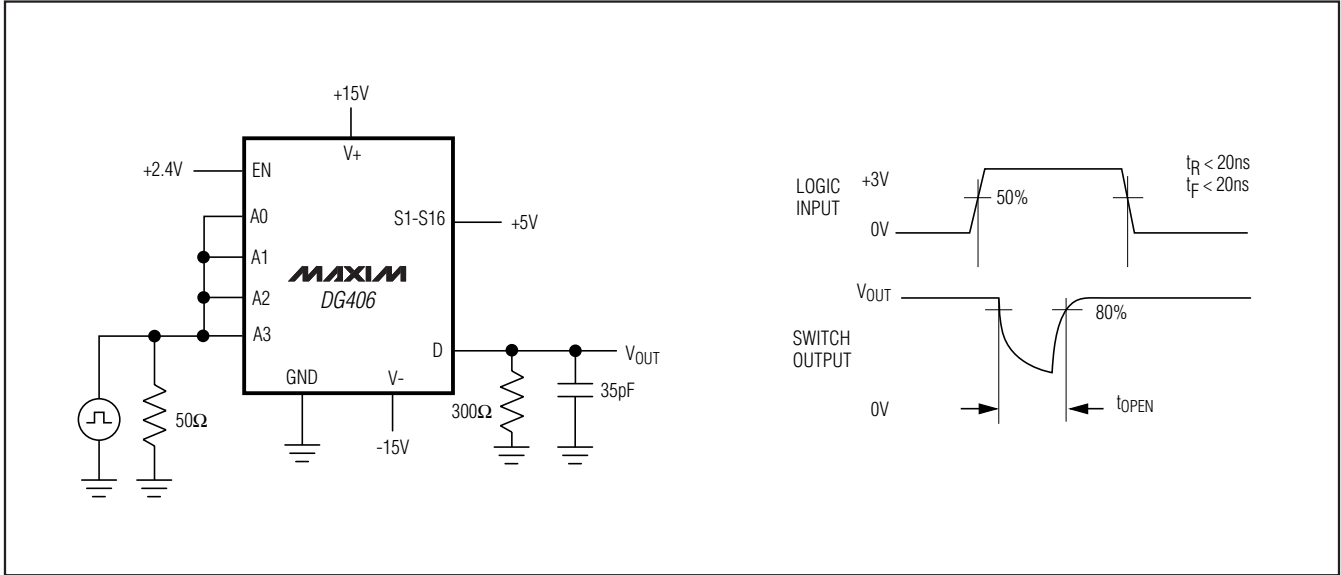 +15V
V+
+2.4V
EN
A0
A1
A2
A3
S1-S16
+5V
MAXIM
DG406
D
VOUT
GND
V-
50Ω
300Ω
35pF
-15V
LOGIC
INPUT
+3V
50%
0V
tR < 20ns
tF < 20ns
VOUT
80%
SWITCH
OUTPUT
0V
tOPEN